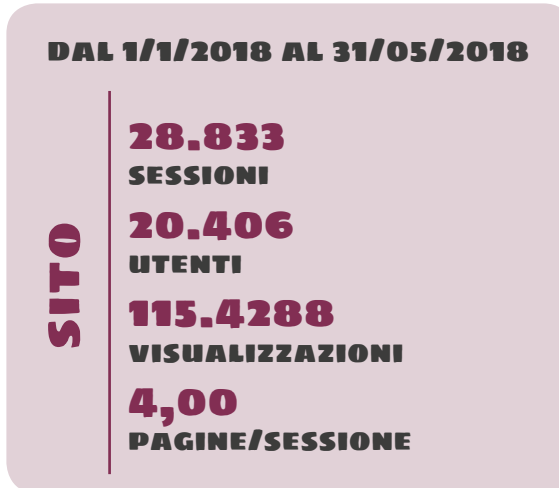 DAL 1/1/2018 AL 31/05/2018
SITO
28.833
SESSIONI
20.406
UTENTI
115.4288
VISUALIZZAZIONI
4,00
PAGINE/SESSIONE